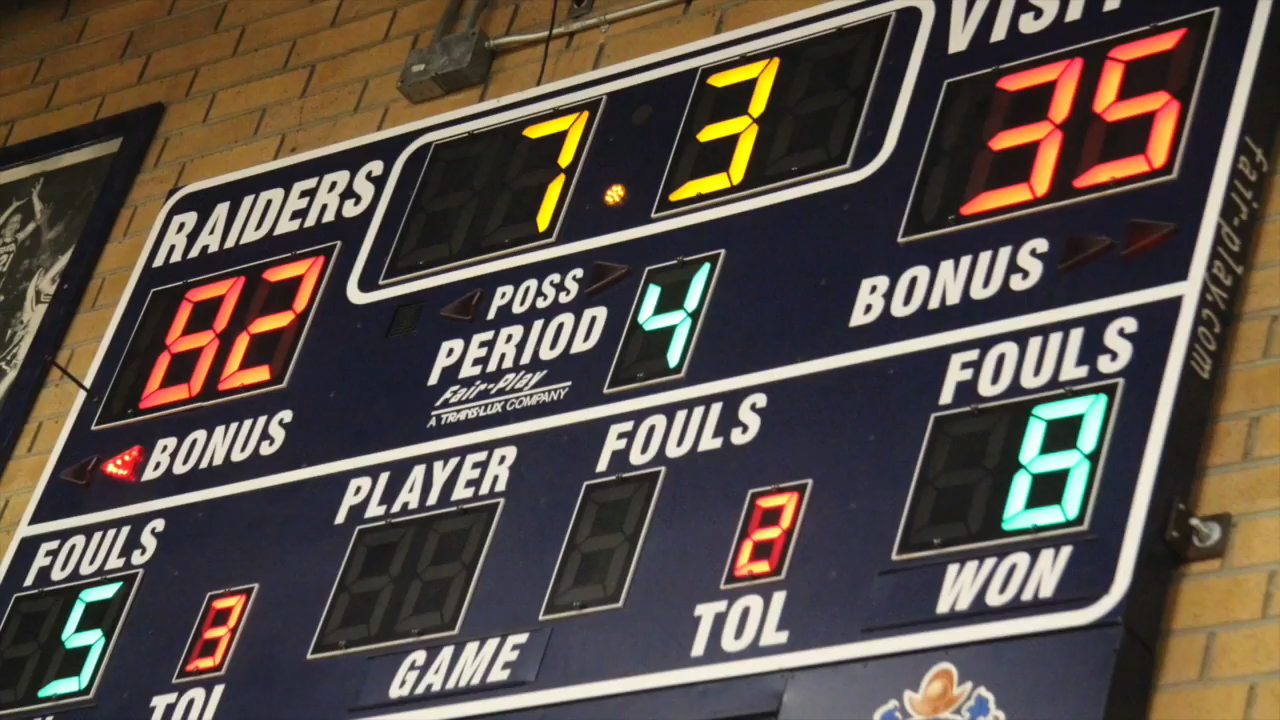 VISIT
RAIDERS
7.3
35
82
POSS
PERIOD
4
BONUS
BONUS
Fair-Play
A TRANS-LUX COMPANY
fair-play.com
FOULS
PLAYER
FOULS
FOULS
5
3
2
8
TOL
GAME
TOL
WON